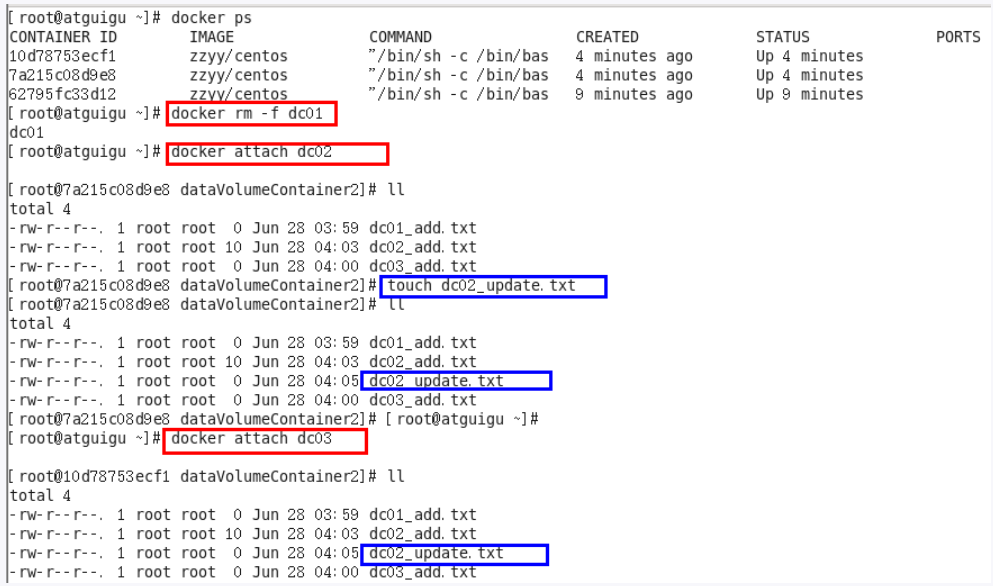 [root@atguigu ~]# docker ps
CONTAINER ID IMAGE COMMAND CREATED STATUS PORTS
10d78753ecf1 zzyy/centos "/bin/sh -c /bin/bas 4 minutes ago Up 4 minutes
7a215c08d9e8 zzyy/centos "/bin/sh -c /bin/bas 4 minutes ago Up 4 minutes
62795fc33d12 zzyy/centos "/bin/sh -c /bin/bas 9 minutes ago Up 9 minutes
[root@atguigu ~]# docker rm -f dc01
dc01
[root@atguigu ~]# docker attach dc02
[root@7a215c08d9e8 dataVolumeContainer2]# ll
total 4
-rw-r--r--. 1 root root 0 Jun 28 03:59 dc01_add.txt
-rw-r--r--. 1 root root 10 Jun 28 04:03 dc02_add.txt
-rw-r--r--. 1 root root 0 Jun 28 04:00 dc03_add.txt
[root@7a215c08d9e8 dataVolumeContainer2]# touch dc02_update.txt
[root@7a215c08d9e8 dataVolumeContainer2]# ll
total 4
-rw-r--r--. 1 root root 0 Jun 28 03:59 dc01_add.txt
-rw-r--r--. 1 root root 10 Jun 28 04:03 dc02_add.txt
-rw-r--r--. 1 root root 0 Jun 28 04:05 dc02_update.txt
-rw-r--r--. 1 root root 0 Jun 28 04:00 dc03_add.txt
[root@7a215c08d9e8 dataVolumeContainer2]# [root@atguigu ~]#
[root@atguigu ~]# docker attach dc03
[root@10d78753ecf1 dataVolumeContainer2]# ll
total 4
-rw-r--r--. 1 root root 0 Jun 28 03:59 dc01_add.txt
-rw-r--r--. 1 root root 10 Jun 28 04:03 dc02_add.txt
-rw-r--r--. 1 root root 0 Jun 28 04:05 dc02_update.txt
-rw-r--r--. 1 root root 0 Jun 28 04:00 dc03_add.txt